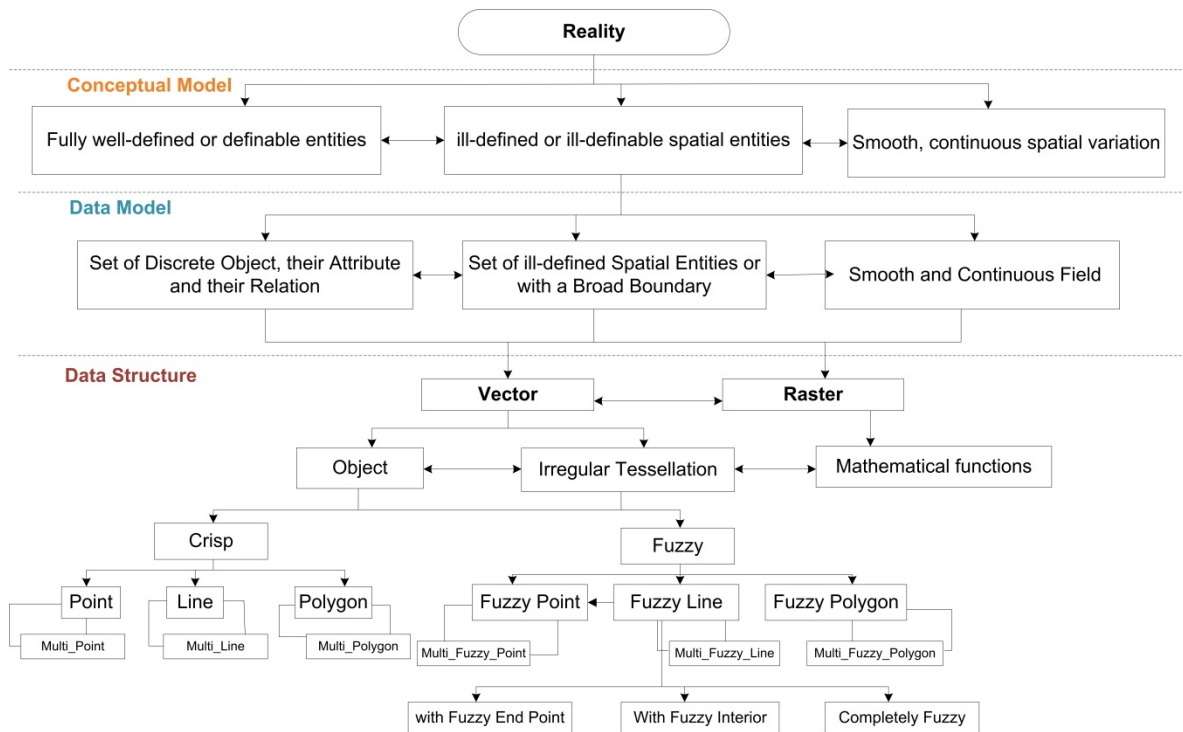 Reality
Conceptual Model
Fully well-defined or definable entities
ill-defined or ill-definable spatial entities
Smooth, continuous spatial variation
Data Model
Set of Discrete Object, their Attribute
and their Relation
Set of ill-defined Spatial Entities or
with a Broad Boundary
Smooth and Continuous Field
Data Structure
Vector
Raster
Object
Irregular Tessellation
Mathematical functions
Crisp
Fuzzy
Point
Line
Polygon
Fuzzy Point
Fuzzy Line
Fuzzy Polygon
Multi_Point
Multi_Line
Multi_Polygon
Multi_Fuzzy_Point
Multi_Fuzzy_Line
Multi_Fuzzy_Polygon
with Fuzzy End Point
With Fuzzy Interior
Completely Fuzzy